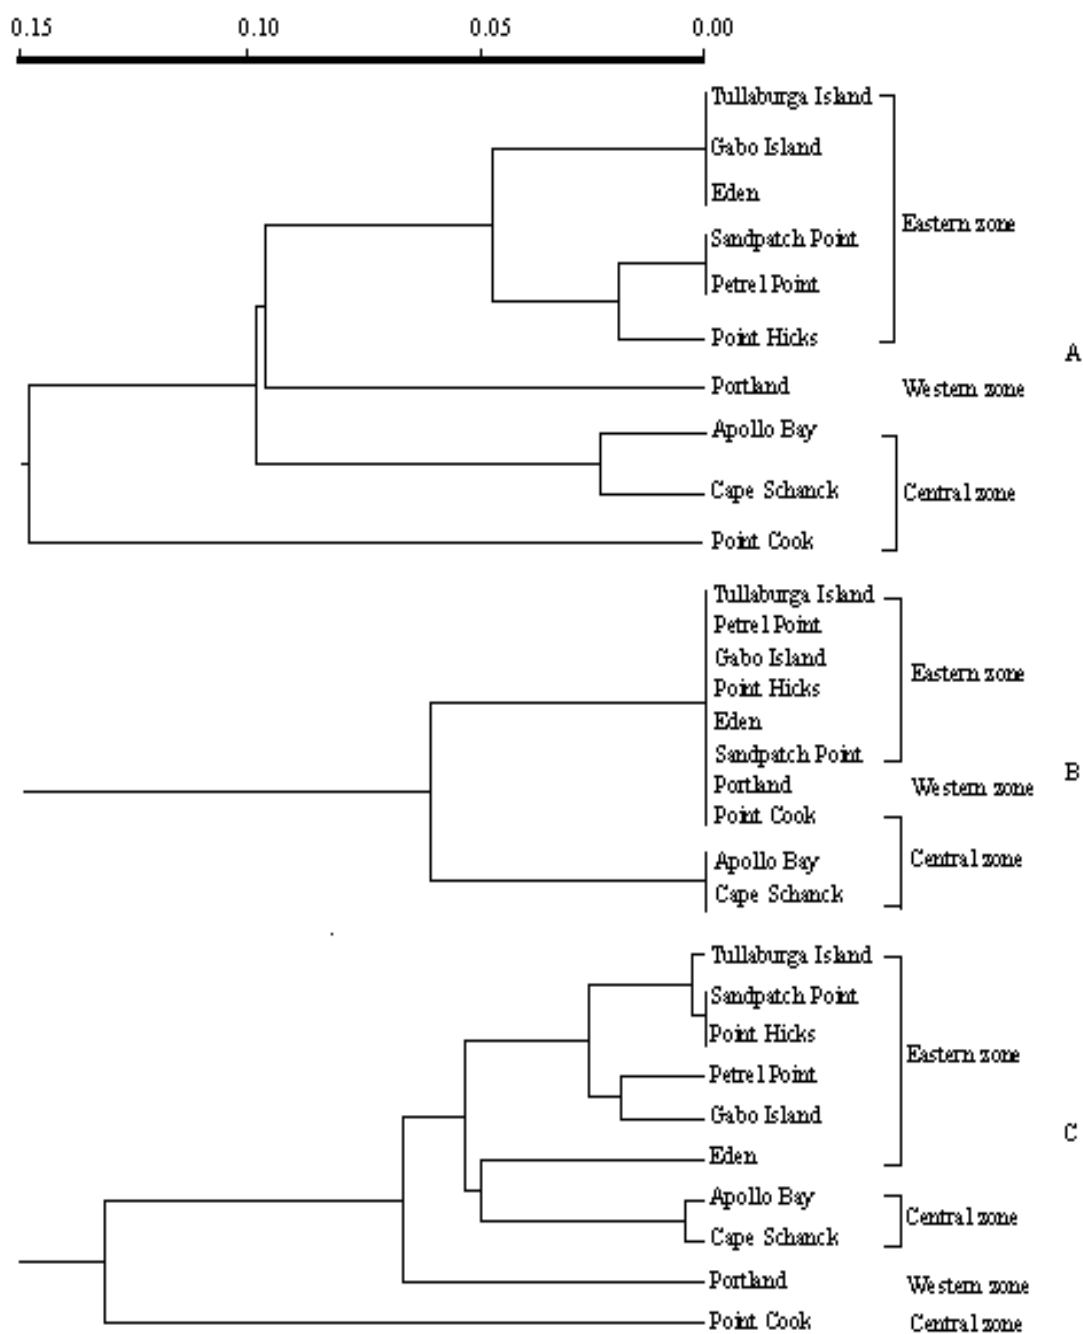 0.15 0.10 0.05 0.00
Tullaburga Island
Gabo Island
Eden
Eastern zone
Sandpatch Point
Petrel Point
Point Hicks
A
Portland Western zone
Apollo Bay
Cape Schanck Central zone
Point Cook
Tullaburga Island
Petrel Point
Gabo Island
Eastern zone
Point Hicks
Eden
Sandpatch Point
B
Portland Western zone
Point Cook
Apollo Bay Central zone
Cape Schanck
Tullaburga Island
Sandpatch Point
Point Hicks
Eastern zone
Petrel Point
Gabo Island
C
Eden
Apollo Bay
Central zone
Cape Schanck
Portland Western zone
Point Cook Central zone